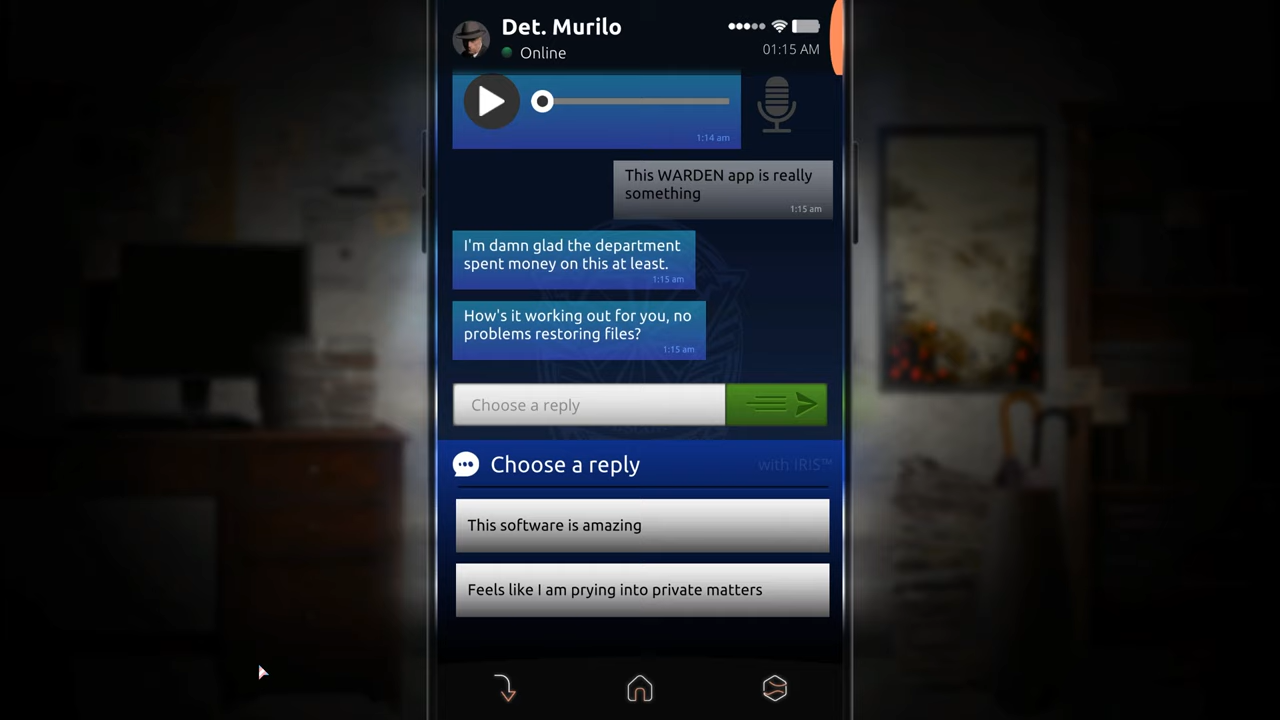 Det. Murilo
Online
01:15 AM
1:14 am
This WARDEN app is really
something
1:15 am
I'm damn glad the department
spent money on this at least.
1:15 am
How's it working out for you, no
problems restoring files?
1:15 am
Choose a reply
Choose a reply
with IRIS™
This software is amazing
Feels like I am prying into private matters